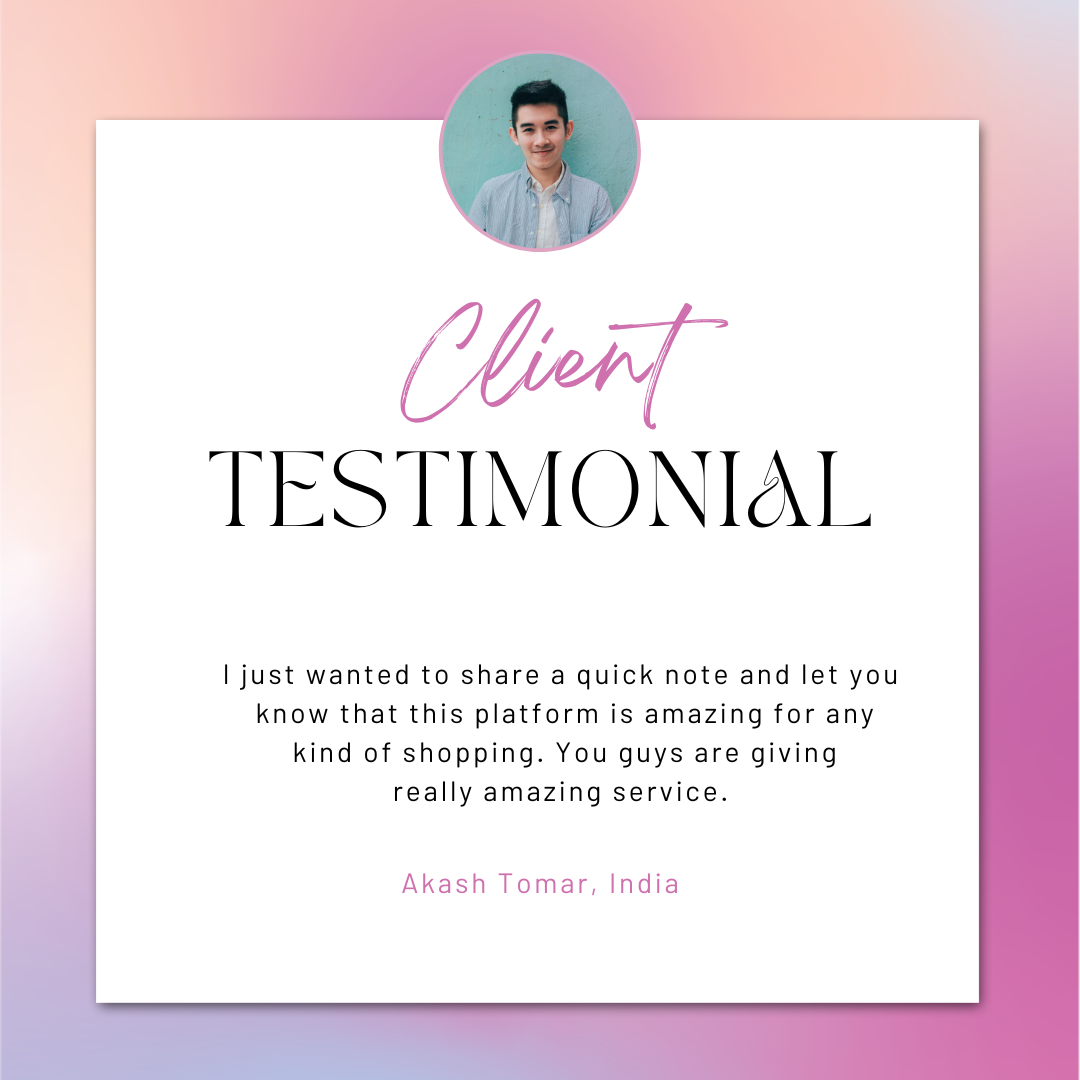 Client
TESTIMONIAL
I just wanted to share a quick note and let you
know that this platform is amazing for any
kind of shopping. You guys are giving
really amazing service.
Akash Tomar, India